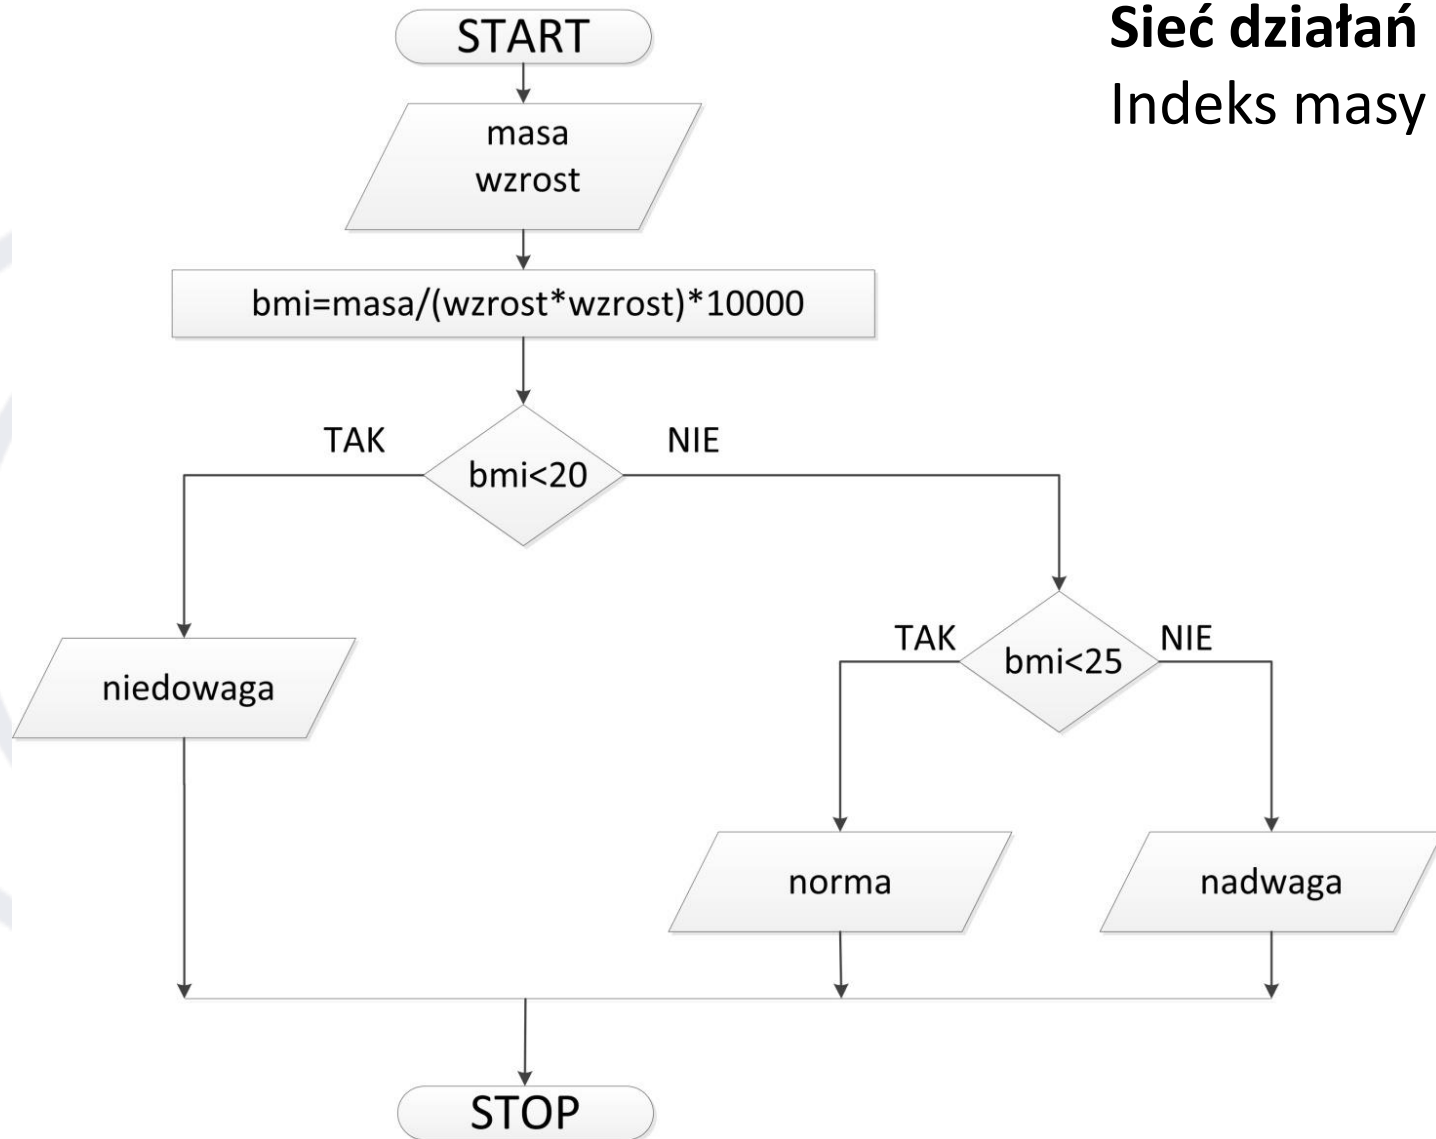 Sieć działań
Indeks masy
START
masa
wzrost
bmi=masa/(wzrost*wzrost)*10000
TAK
NIE
bmi<20
TAK
NIE
bmi<25
niedowaga
norma
nadwaga
STOP